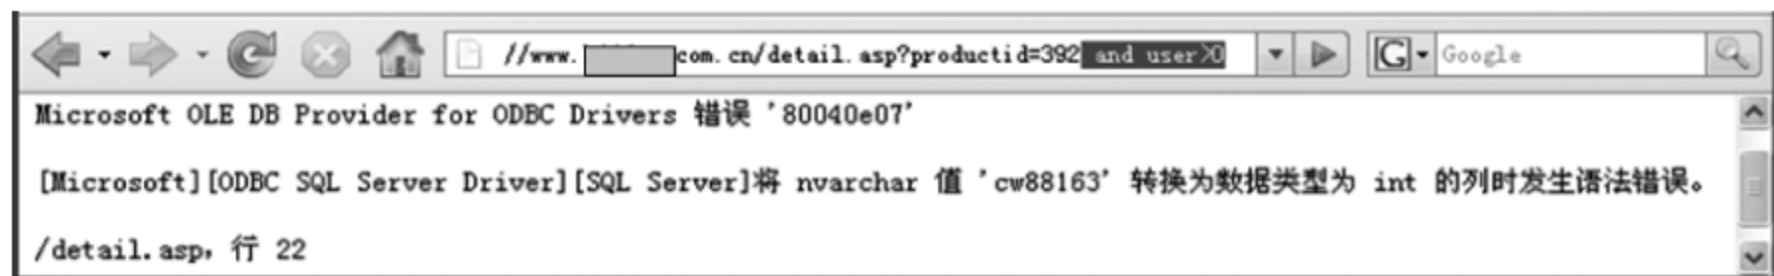 //www. com.cn/detail.asp?productid=392 and user>0
G Google
Microsoft OLE DB Provider for ODBC Drivers 错误 '80040e07'
[Microsoft][ODBC SQL Server Driver][SQL Server]将 nvarchar 值 'cw88163' 转换为数据类型为 int 的列时发生语法错误。
/detail.asp，行 22